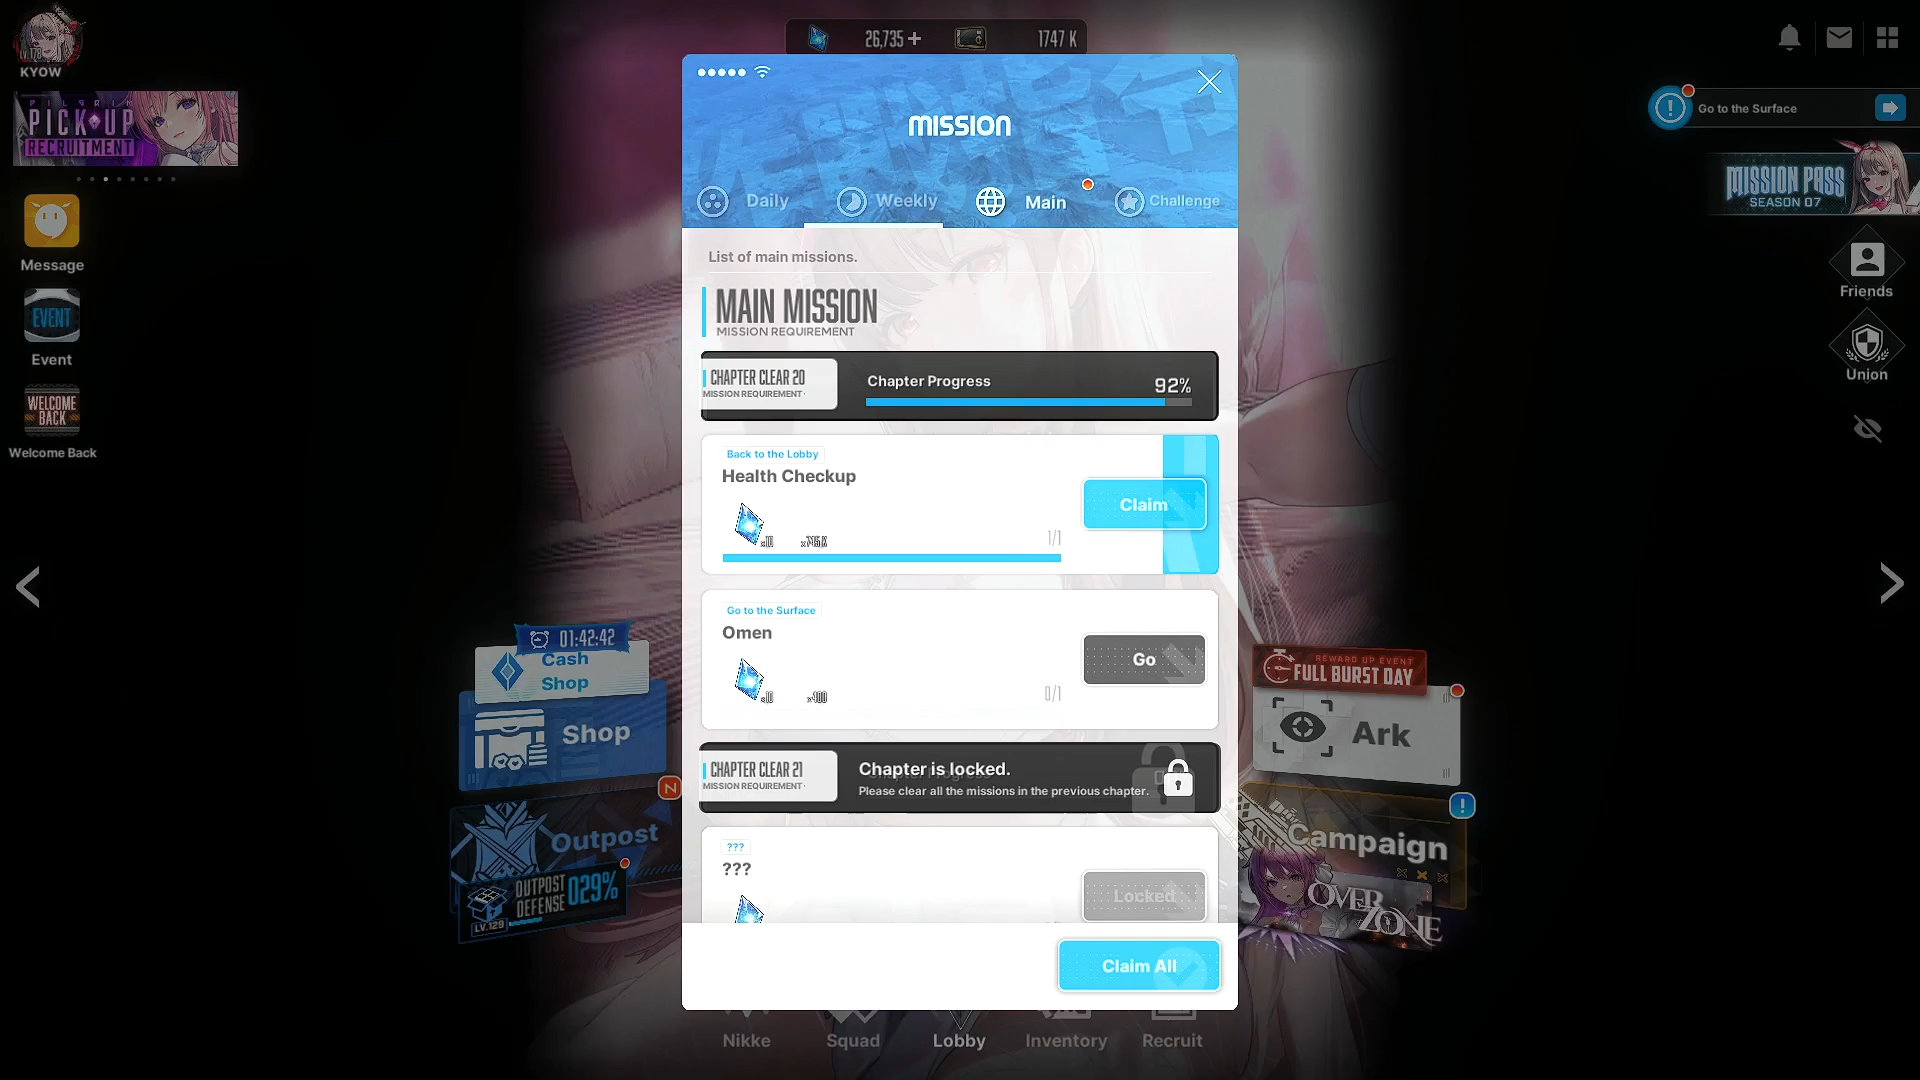 26,735
1747 K
LV.178
KYOW
PILGRIM
PICK UP
RECRUITMENT
Message
EVENT
Event
WELCOME
BACK
Welcome Back
Go to the Surface
MISSION PASS
SEASON 07
Friends
Union
MISSION
Daily
Weekly
Main
Challenge
List of main missions.
MAIN MISSION
MISSION REQUIREMENT
CHAPTER CLEAR 20
MISSION REQUIREMENT
Chapter Progress
92%
Back to the Lobby
Health Checkup
1/1
Claim
Go to the Surface
Omen
x10
x400
0/1
Go
CHAPTER CLEAR 21
MISSION REQUIREMENT
Chapter is locked.
Please clear all the missions in the previous chapter.
???
???
Locked
Claim All
01:42:42
Cash
Shop
Shop
N
Outpost
OUTPOST
DEFENSE
029%
LV.129
REWARD UP EVENT
FULL BURST DAY
Ark
Campaign
OVER
ZONE
Nikke
Squad
Lobby
Inventory
Recruit